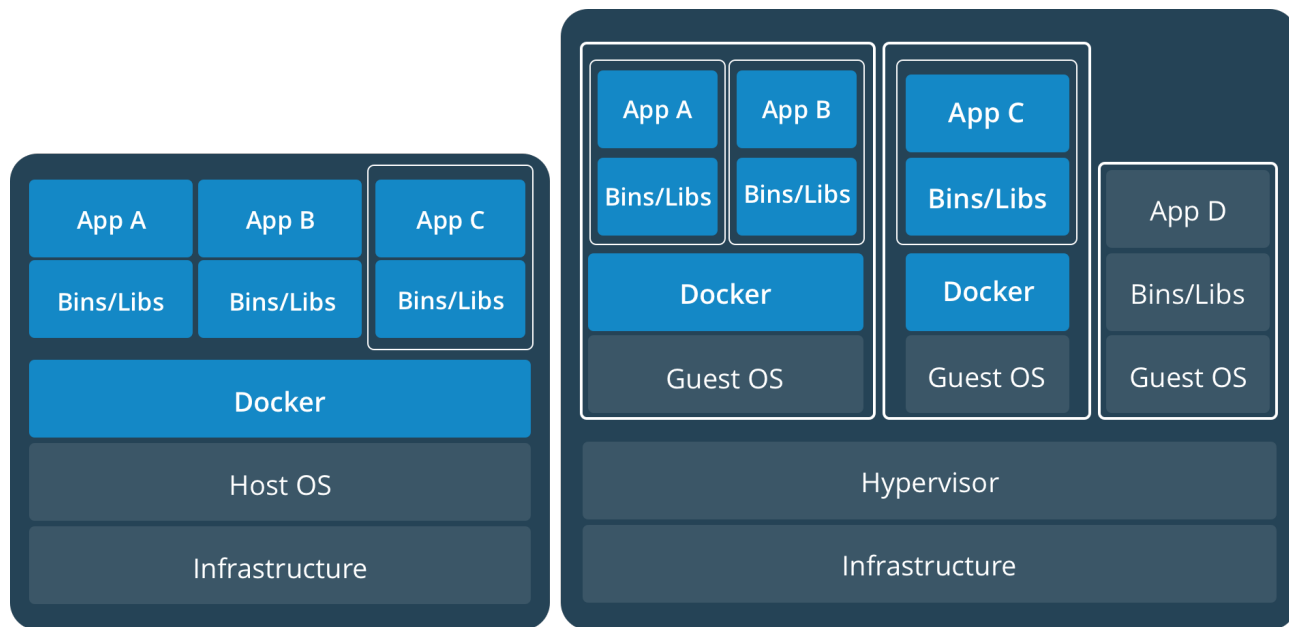 App A
App B
App C
Bins/Libs
Bins/Libs
Bins/Libs
Docker
Host OS
Infrastructure
App A
App B
Bins/Libs
Bins/Libs
Docker
Guest OS
App C
Bins/Libs
Docker
Guest OS
App D
Bins/Libs
Guest OS
Hypervisor
Infrastructure